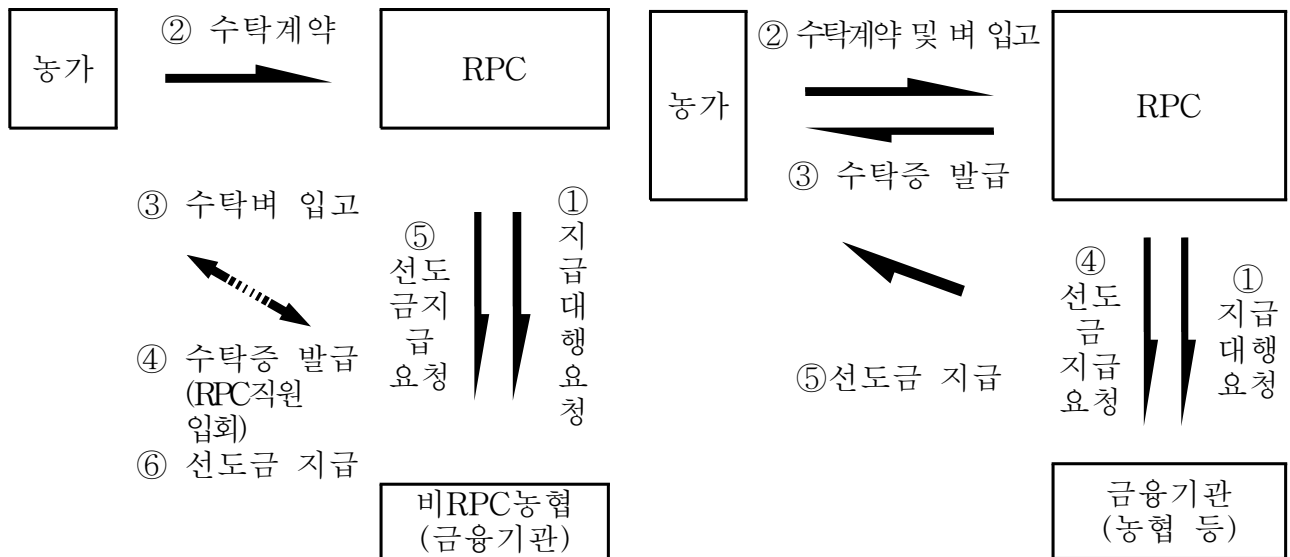 ② 수탁계약
농가
RPC
③ 수탁벼 입고
⑤
선도
금지
급
요청
①
지
급
대
행
요
청
④ 수탁증 발급
(RPC직원
입회)
⑥ 선도금 지급
비RPC농협
(금융기관)
② 수탁계약 및 벼 입고
농가
RPC
③ 수탁증 발급
④
선도
금
지급
요청
①
지급
대행
요청
⑤선도금 지급
금융기관
(농협 등)